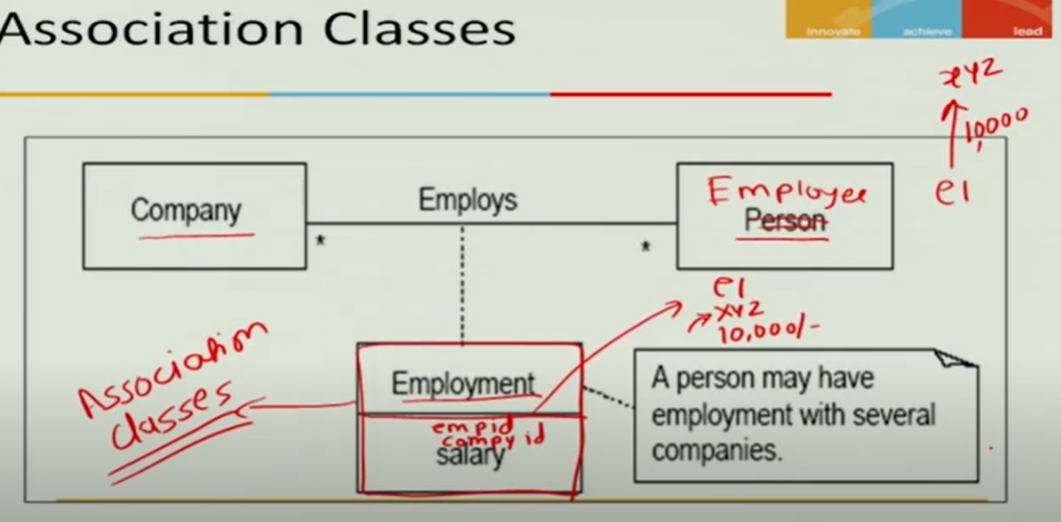 Association Classes
innovate achieve lead
xyz
10,000
e1
Company
Employs
Employee
Person
*
*
e1
XYZ
10,000/-
Association
classes
Employment
empid
compy id
salary
A person may have
employment with several
companies.